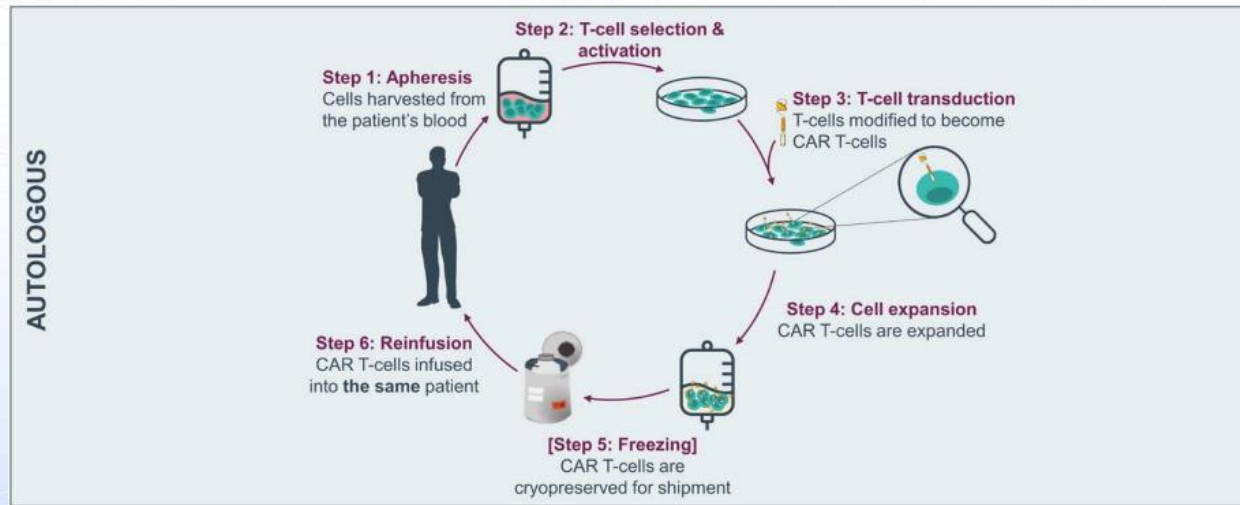 AUTOLOGOUS
Step 1: Apheresis
Cells harvested from
the patient's blood
Step 2: T-cell selection &
activation
Step 3: T-cell transduction
T-cells modified to become
CAR T-cells
Step 4: Cell expansion
CAR T-cells are expanded
[Step 5: Freezing]
CAR T-cells are
cryopreserved for shipment
Step 6: Reinfusion
CAR T-cells infused
into the same patient